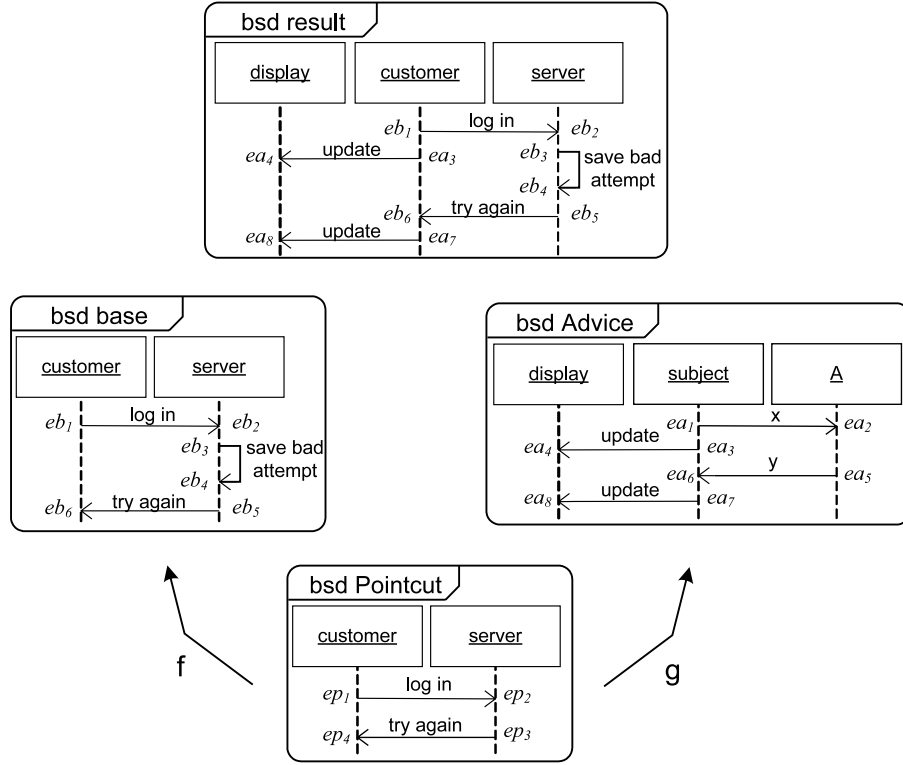 bsd result
display customer server
eb1 log in eb2
ea4 update ea3 eb3 save bad
eb4 attempt
eb6 try again eb5
ea8 update ea7
bsd base
customer server
eb1 log in eb2
eb3 save bad
eb4 attempt
eb6 try again eb5
bsd Advice
display subject A
ea1 x ea2
ea4 update ea3
ea6 y ea5
ea8 update ea7
bsd Pointcut
customer server
ep1 log in ep2
ep4 try again ep3
f
g